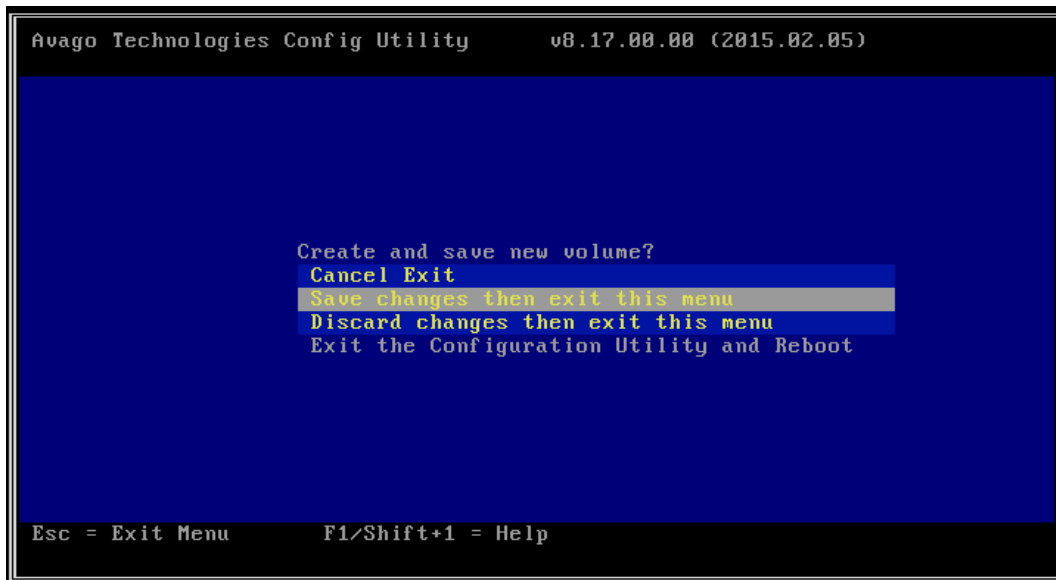 Avago Technologies Config Utility v8.17.00.00 (2015.02.05)
Create and save new volume?
Cancel Exit
Save changes then exit this menu
Discard changes then exit this menu
Exit the Configuration Utility and Reboot
Esc = Exit Menu F1/Shift+1 = Help